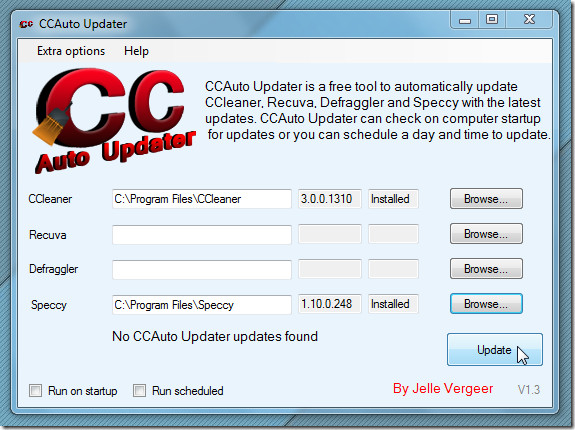 CC CCAuto Updater
Extra options Help
CC
Auto Updater
CCAuto Updater is a free tool to automatically update
CCleaner, Recuva, Defraggler and Speccy with the latest
updates. CCAuto Updater can check on computer startup
for updates or you can schedule a day and time to update.
CCleaner C:\Program Files\CCleaner 3.0.0.1310 Installed Browse...
Recuva Browse...
Defraggler Browse...
Speccy C:\Program Files\Speccy 1.10.0.248 Installed Browse...
No CCAuto Updater updates found
Update
Run on startup Run scheduled By Jelle Vergeer V1.3